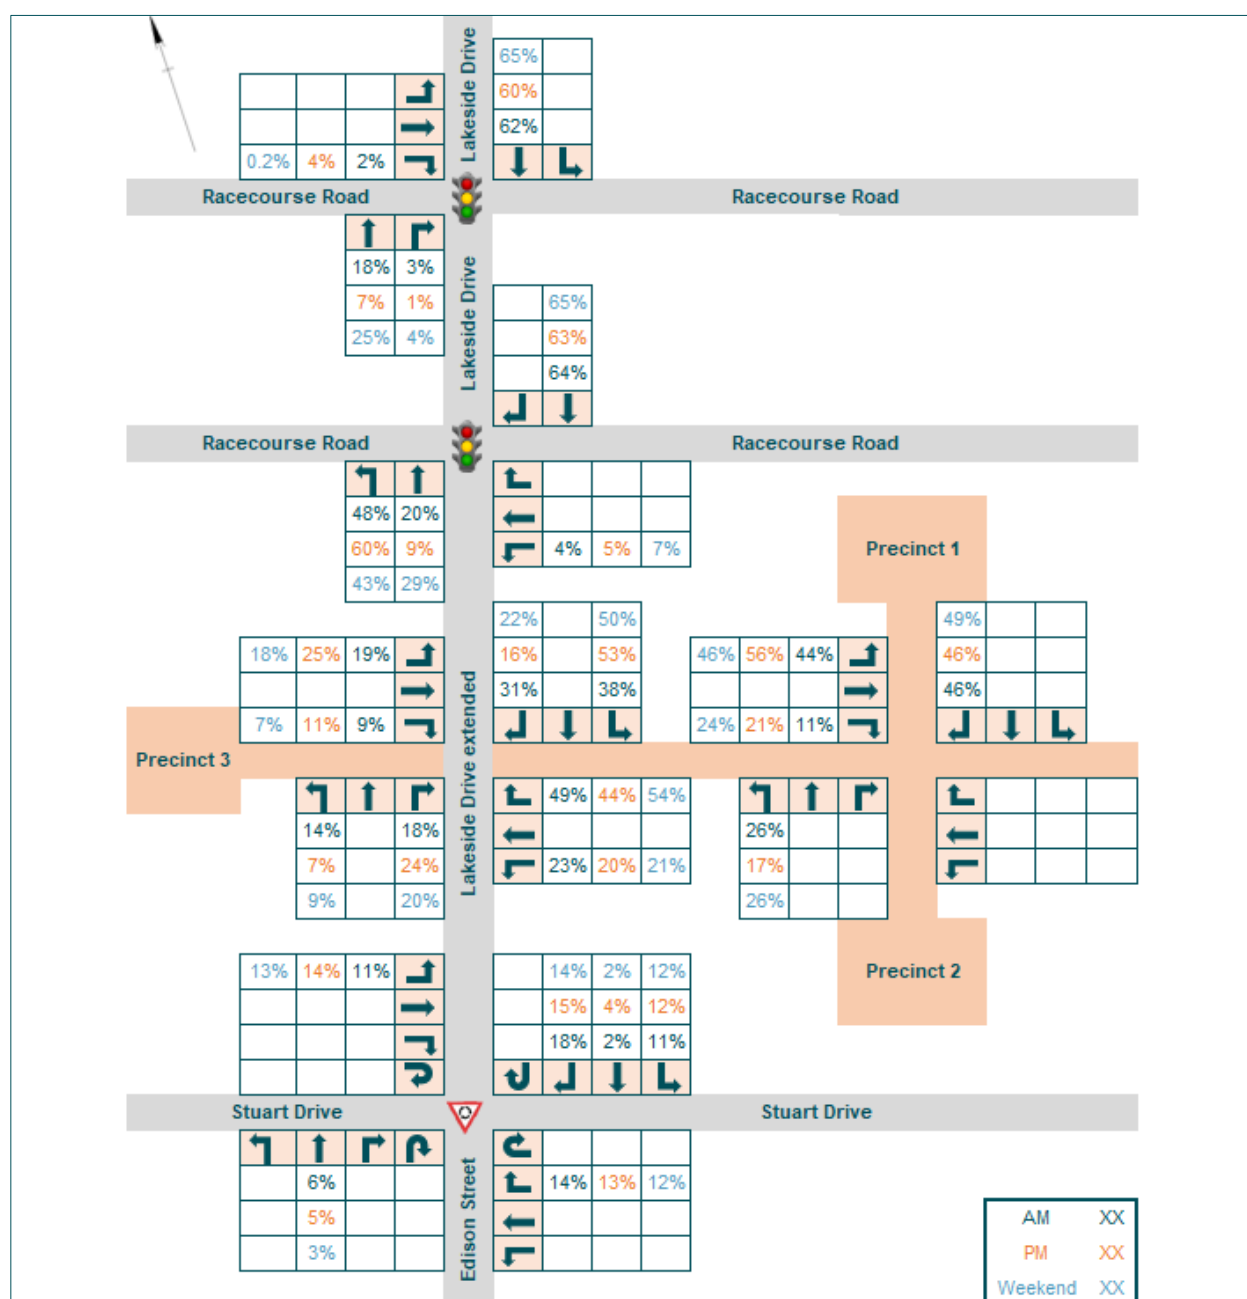 Lakeside Drive
65%
60%
62%
0.2% 4% 2%
Racecourse Road Racecourse Road
18% 3%
7% 1%
25% 4%
Lakeside Drive
65%
63%
64%
Racecourse Road Racecourse Road
48% 20%
60% 9%
43% 29%
4% 5% 7%
Precinct 1
22% 50%
16% 53%
31% 38%
18% 25% 19%
7% 11% 9%
46% 56% 44%
24% 21% 11%
49%
46%
46%
Precinct 3
Lakeside Drive extended
14% 18%
7% 24%
9% 20%
49% 44% 54%
23% 20% 21%
26%
17%
26%
Precinct 2
13% 14% 11%
14% 2% 12%
15% 4% 12%
18% 2% 11%
Stuart Drive Stuart Drive
6%
5%
3%
Edison Street
14% 13% 12%
AM XX
PM XX
Weekend XX